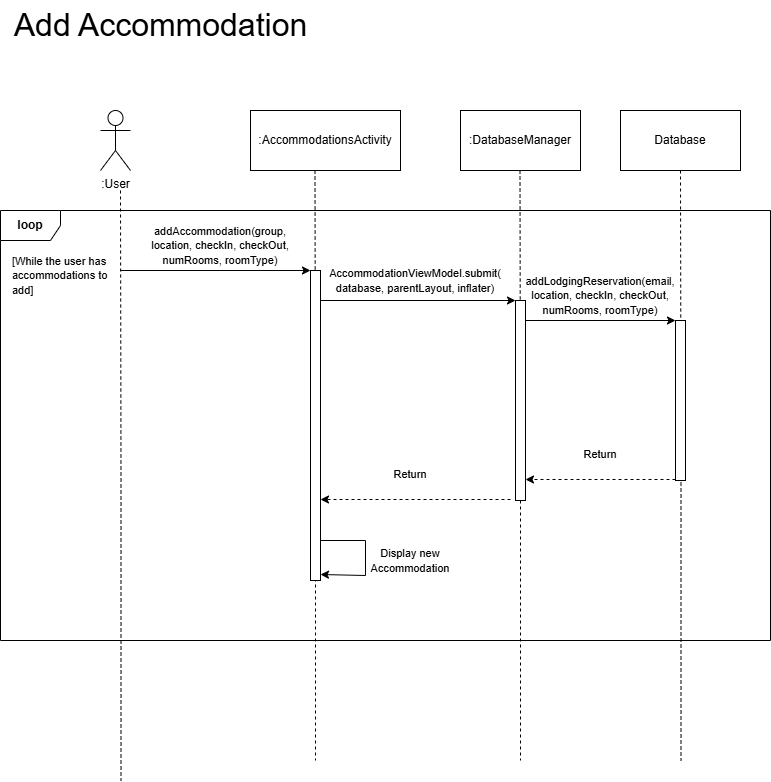 Add Accommodation
:User
:AccommodationsActivity
:DatabaseManager
Database
loop
[While the user has
accommodations to
add]
addAccommodation(group,
location, checkIn, checkOut,
numRooms, roomType)
AccommodationViewModel.submit(
database, parentLayout, inflater)
addLodgingReservation(email,
location, checkIn, checkOut,
numRooms, roomType)
Return
Return
Display new
Accommodation